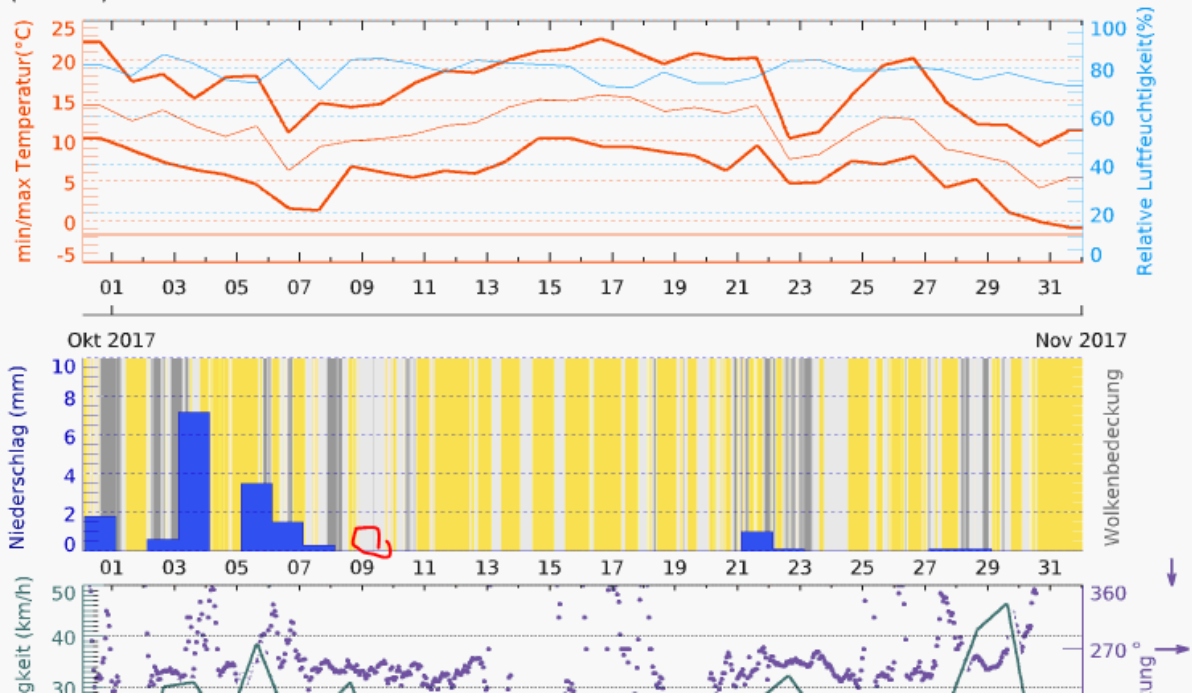 25
20
15
10
5
0
-5
min/max Temperatur(°C)
100
80
60
40
20
0
Relative Luftfeuchtigkeit(%)
01 03 05 07 09 11 13 15 17 19 21 23 25 27 29 31
Okt 2017 Nov 2017
10
8
6
4
2
0
Niederschlag (mm)
Wolkenbedeckung
01 03 05 07 09 11 13 15 17 19 21 23 25 27 29 31
50
40
30
gkeit (km/h)
360
270
ung °